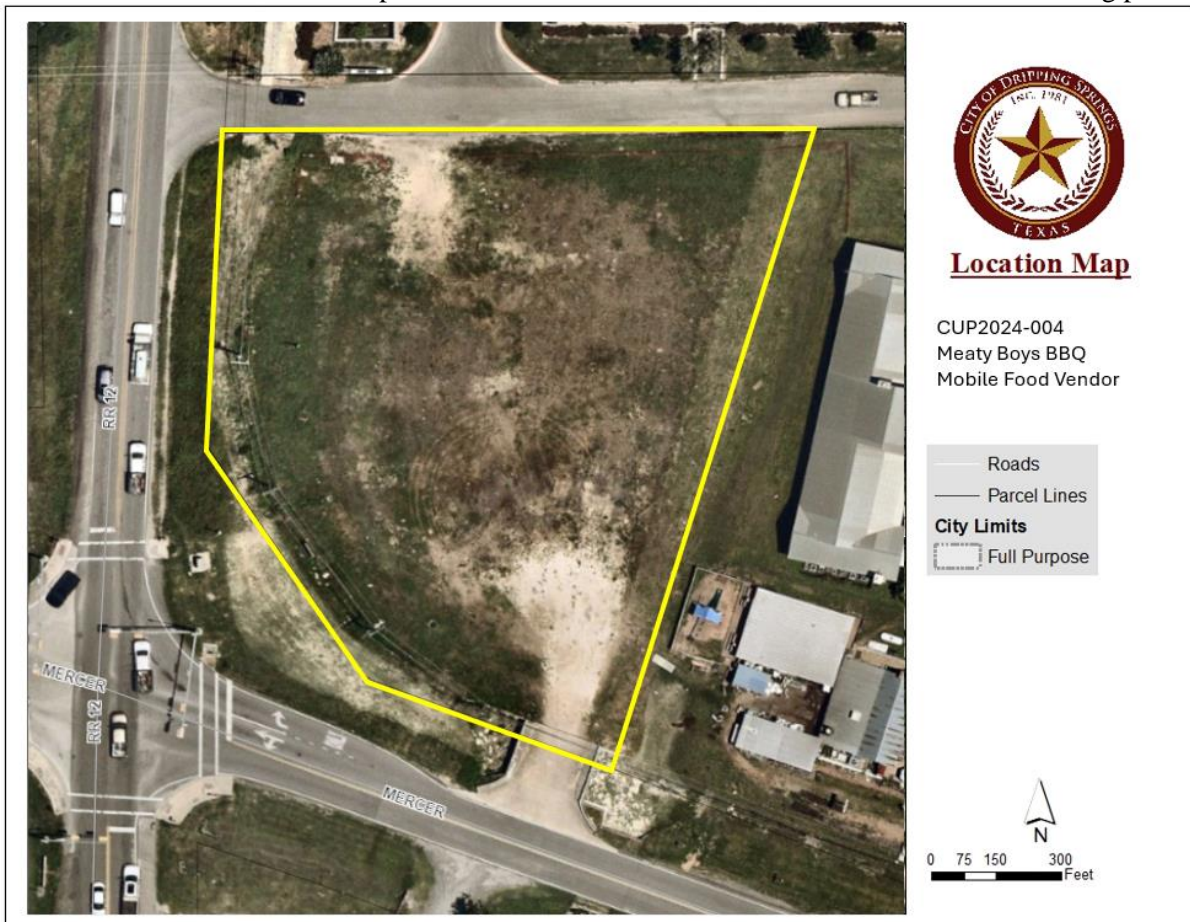 CITY OF DRIPPING SPRINGS
INC. 1981
TEXAS
Location Map
CUP2024-004
Meaty Boys BBQ
Mobile Food Vendor
Roads
Parcel Lines
City Limits
Full Purpose
RR 12
MERCER
RR 12
MERCER
N
0 75 150 300
Feet